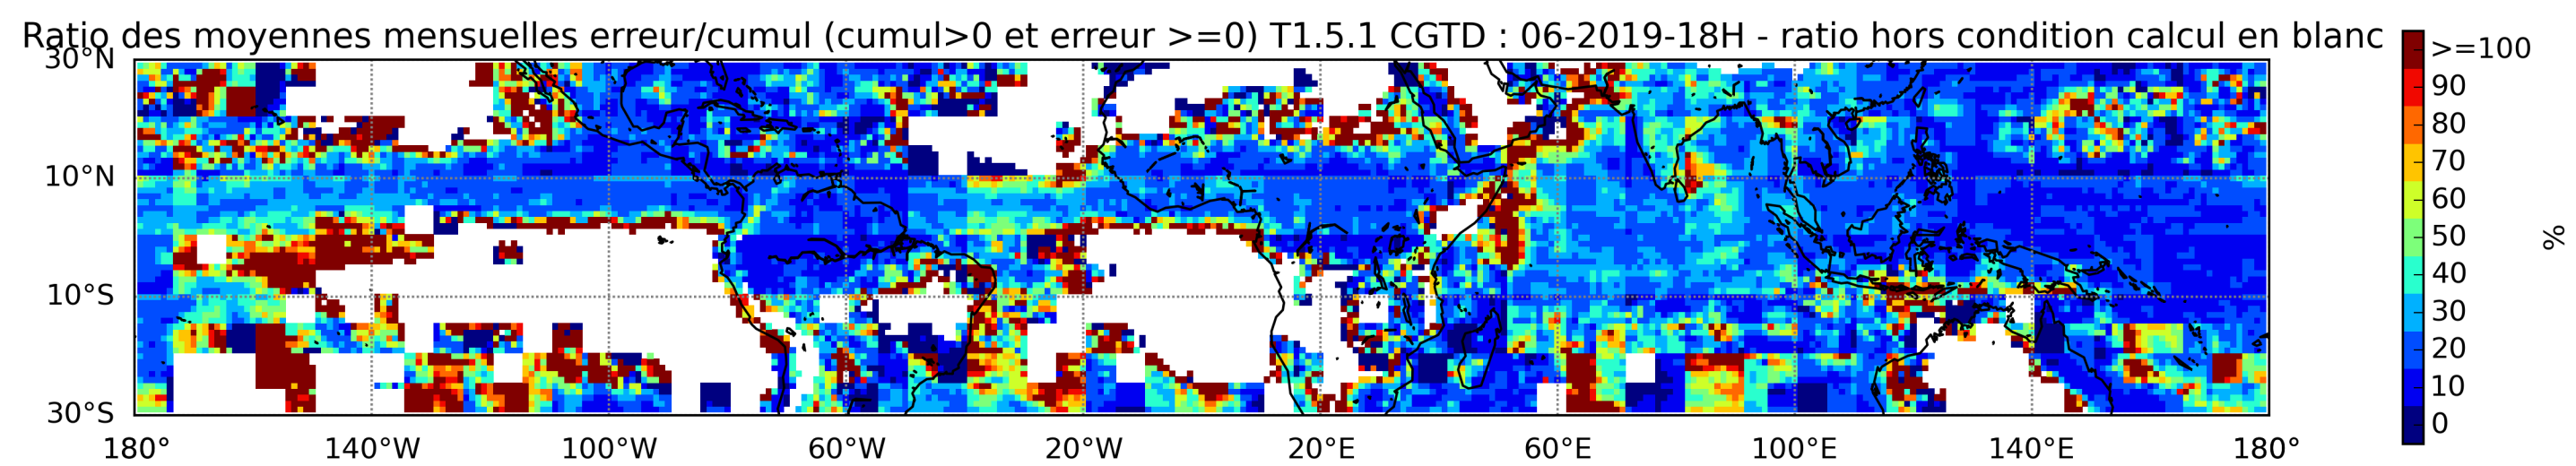 Ratio des moyennes mensuelles erreur/cumul (cumul>0 et erreur >=0) T1.5.1 CGTD : 06-2019-18H - ratio hors condition calcul en blanc
30°N
10°N
10°S
30°S
180° 140°W 100°W 60°W 20°W 20°E 60°E 100°E 140°E 180°
>=100
90
80
70
60
50
40
30
20
10
0
%